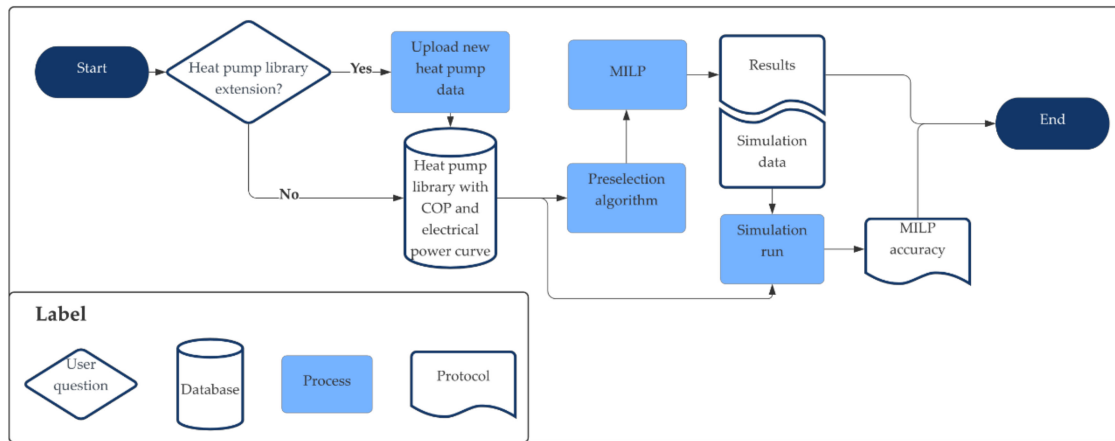 Start
Heat pump library
extension?
Yes
No
Upload new
heat pump
data
Heat pump
library with
COP and
electrical
power curve
MILP
Preselection
algorithm
Results
Simulation
data
Simulation
run
MILP
accuracy
End
Label
User
question
Database
Process
Protocol